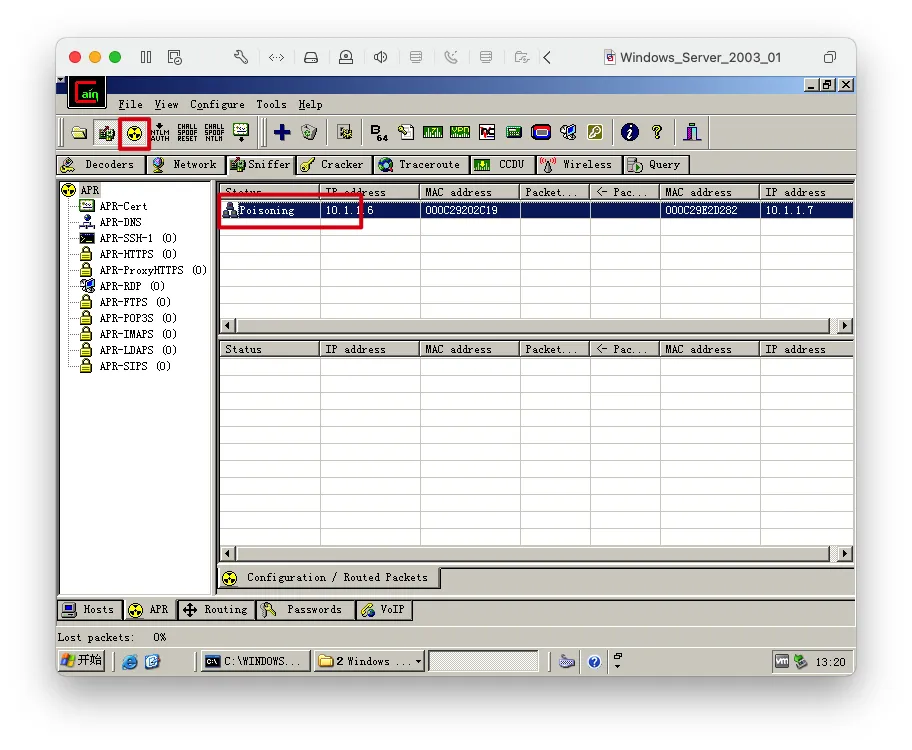 Windows_Server_2003_01
Cain
File View Configure Tools Help
NTLM AUTH CHALL SPOOF RESET CHALL SPOOF NTLM B64
Decoders Network Sniffer Cracker Traceroute CCDU Wireless Query
APR
APR-Cert
APR-DNS
APR-SSH-1 (0)
APR-HTTPS (0)
APR-ProxyHTTPS (0)
APR-RDP (0)
APR-FTPS (0)
APR-POP3S (0)
APR-IMAPS (0)
APR-LDAPS (0)
APR-SIPS (0)
Status IP address MAC address Packet... <- Pac... MAC address IP address
Poisoning 10.1.1.6 000C29202C19 000C29E2D282 10.1.1.7
Status IP address MAC address Packet... <- Pac... MAC address IP address
Configuration / Routed Packets
Hosts APR Routing Passwords VoIP
Lost packets: 0%
开始 C:\WINDOWS... 2 Windows ... 13:20